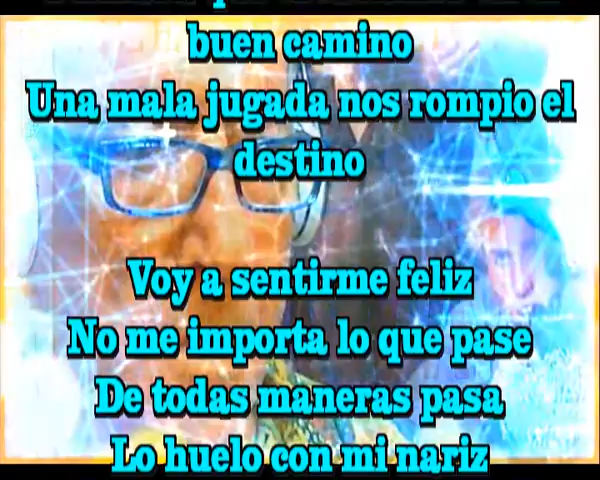 buen camino
Una mala jugada nos rompio el
destino
Voy a sentirme feliz
No me importa lo que pase
De todas maneras pasa
Lo huelo con mi nariz